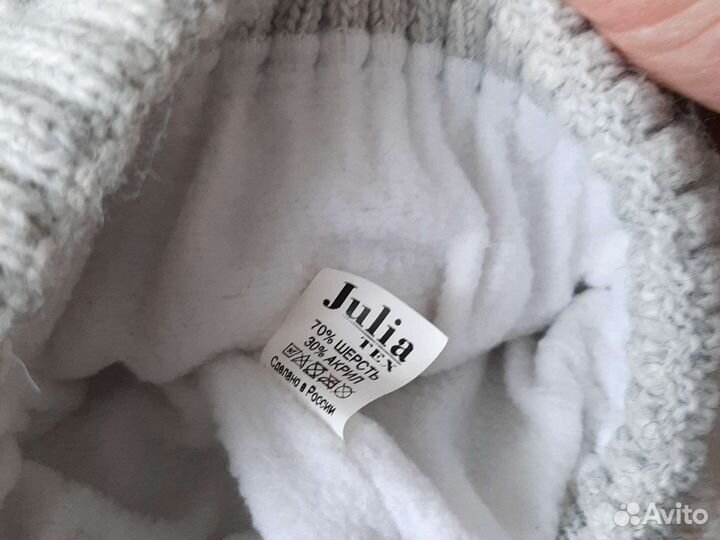 Julia
TEX
70% ШЕРСТЬ
30% АКРИЛ
Сделано в России
Avito